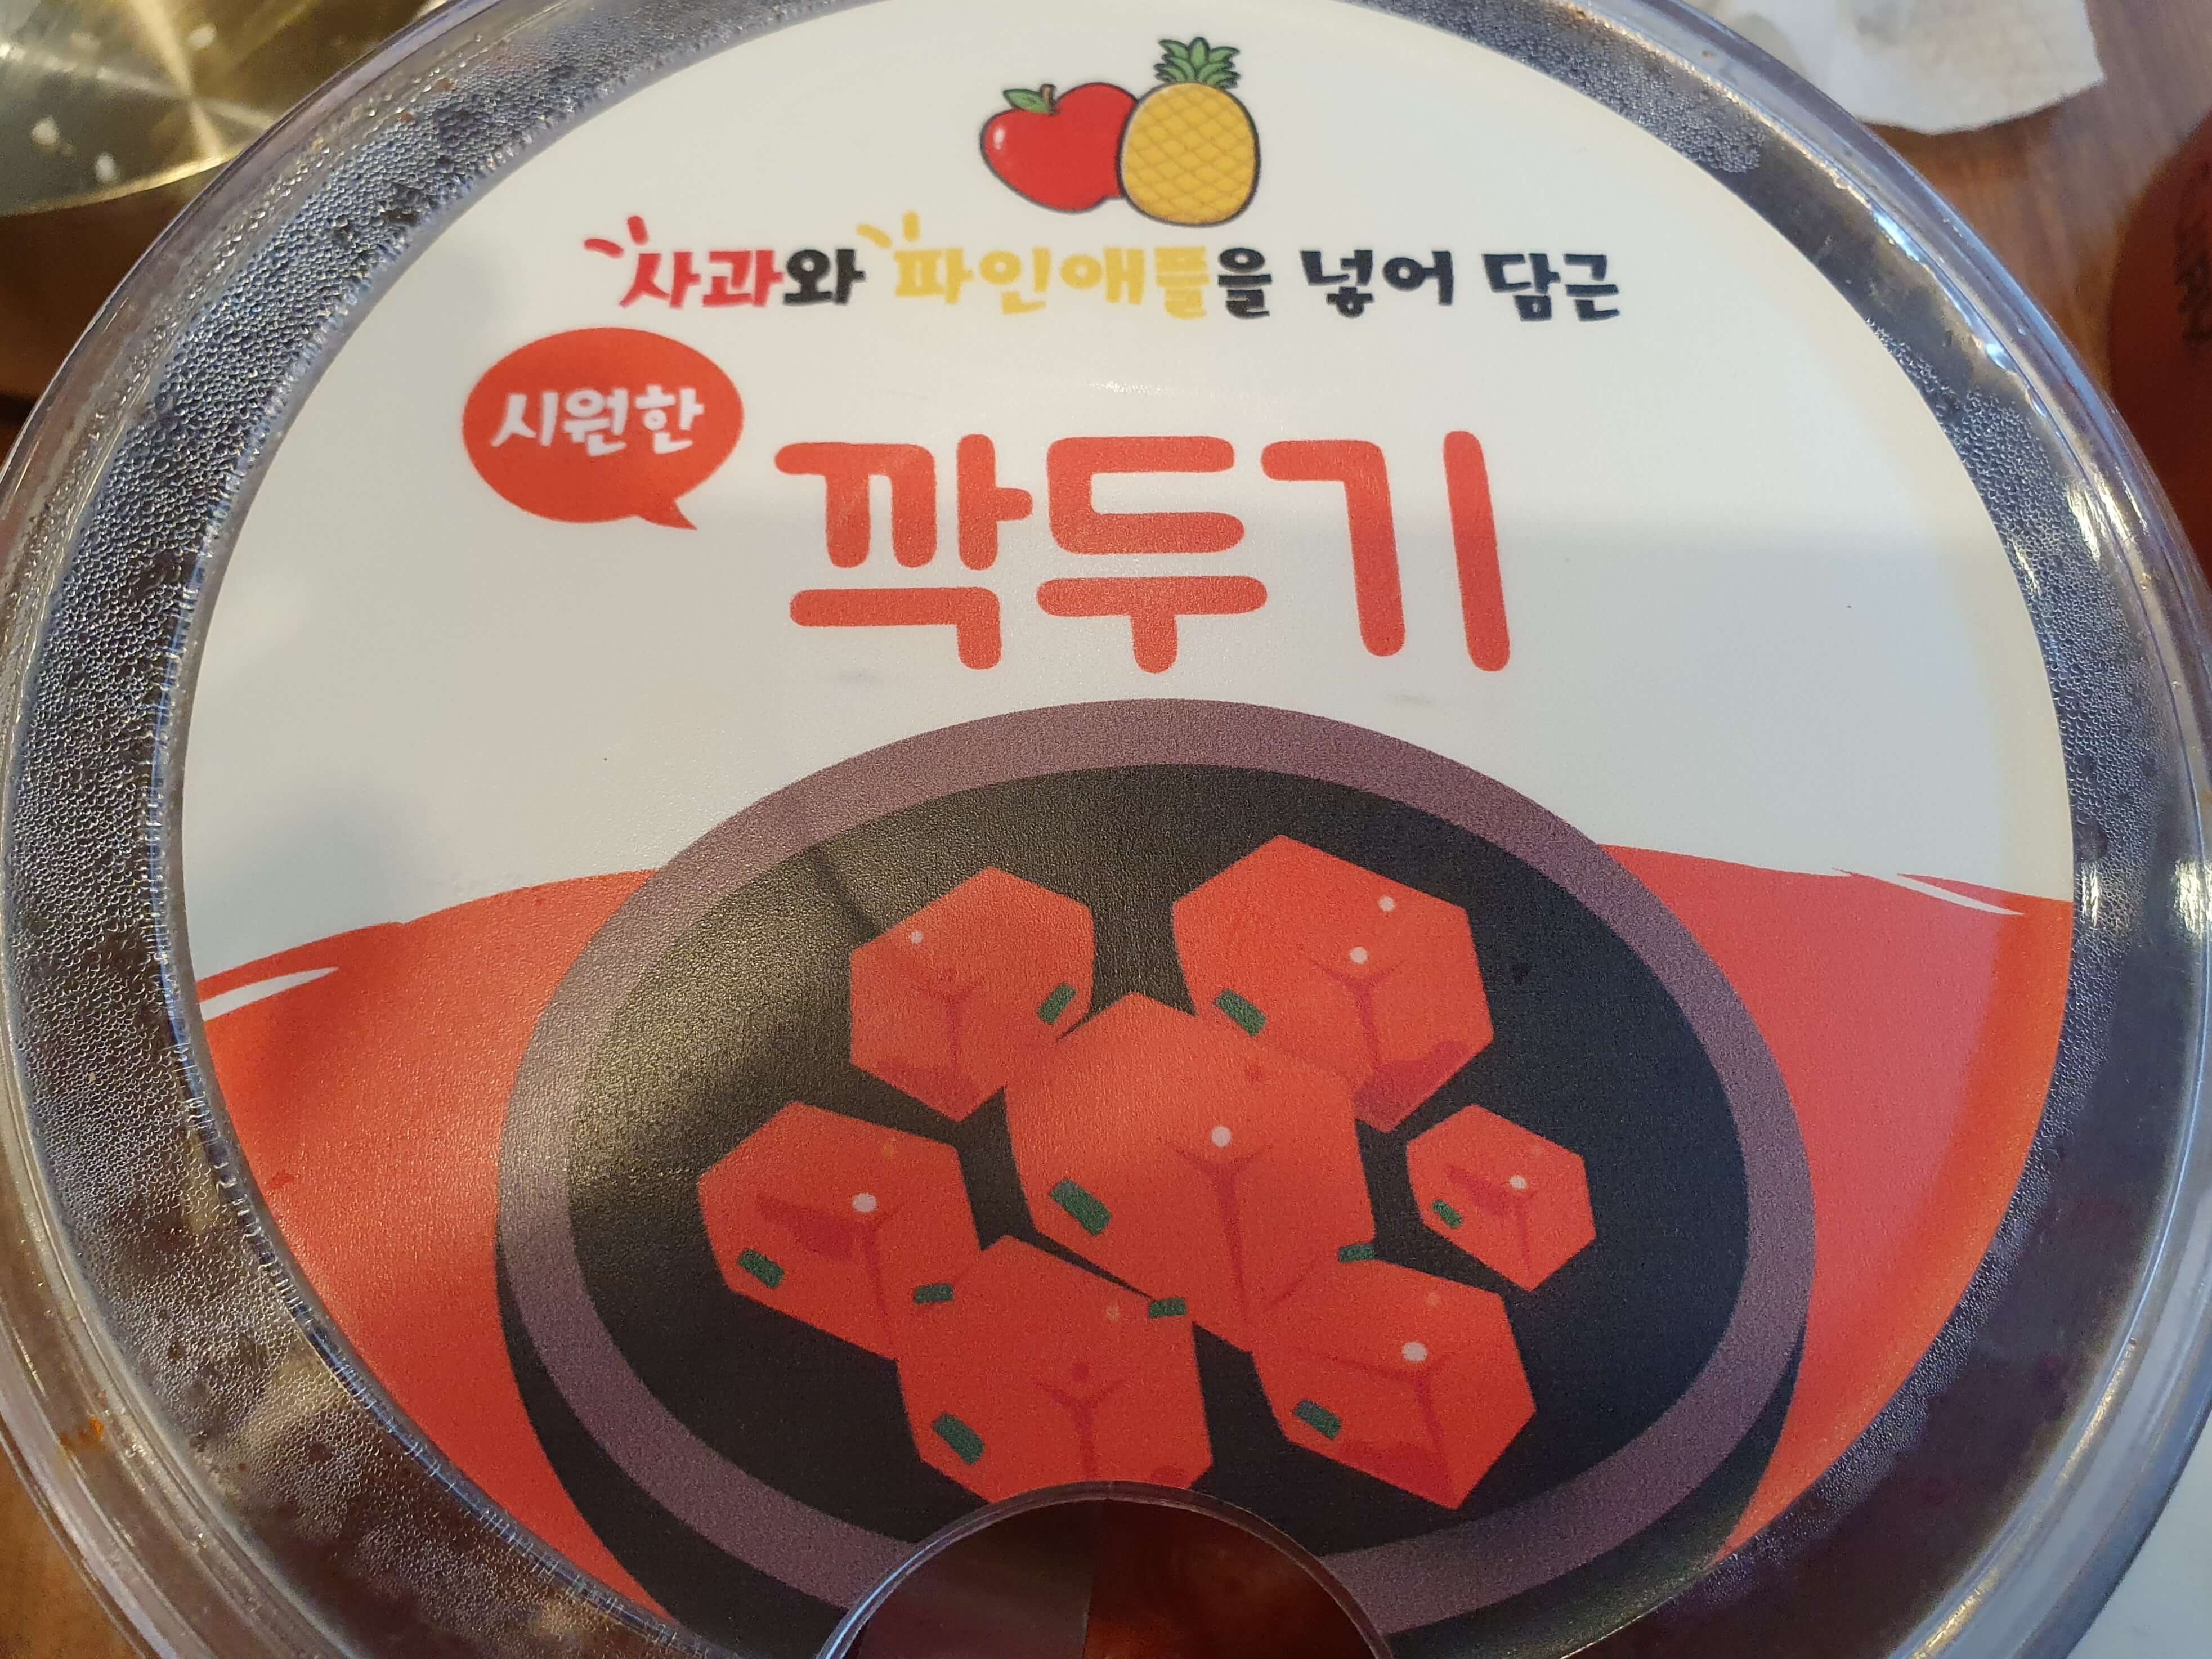 사과와 파인애플을 넣어 담근
시원한
깍두기